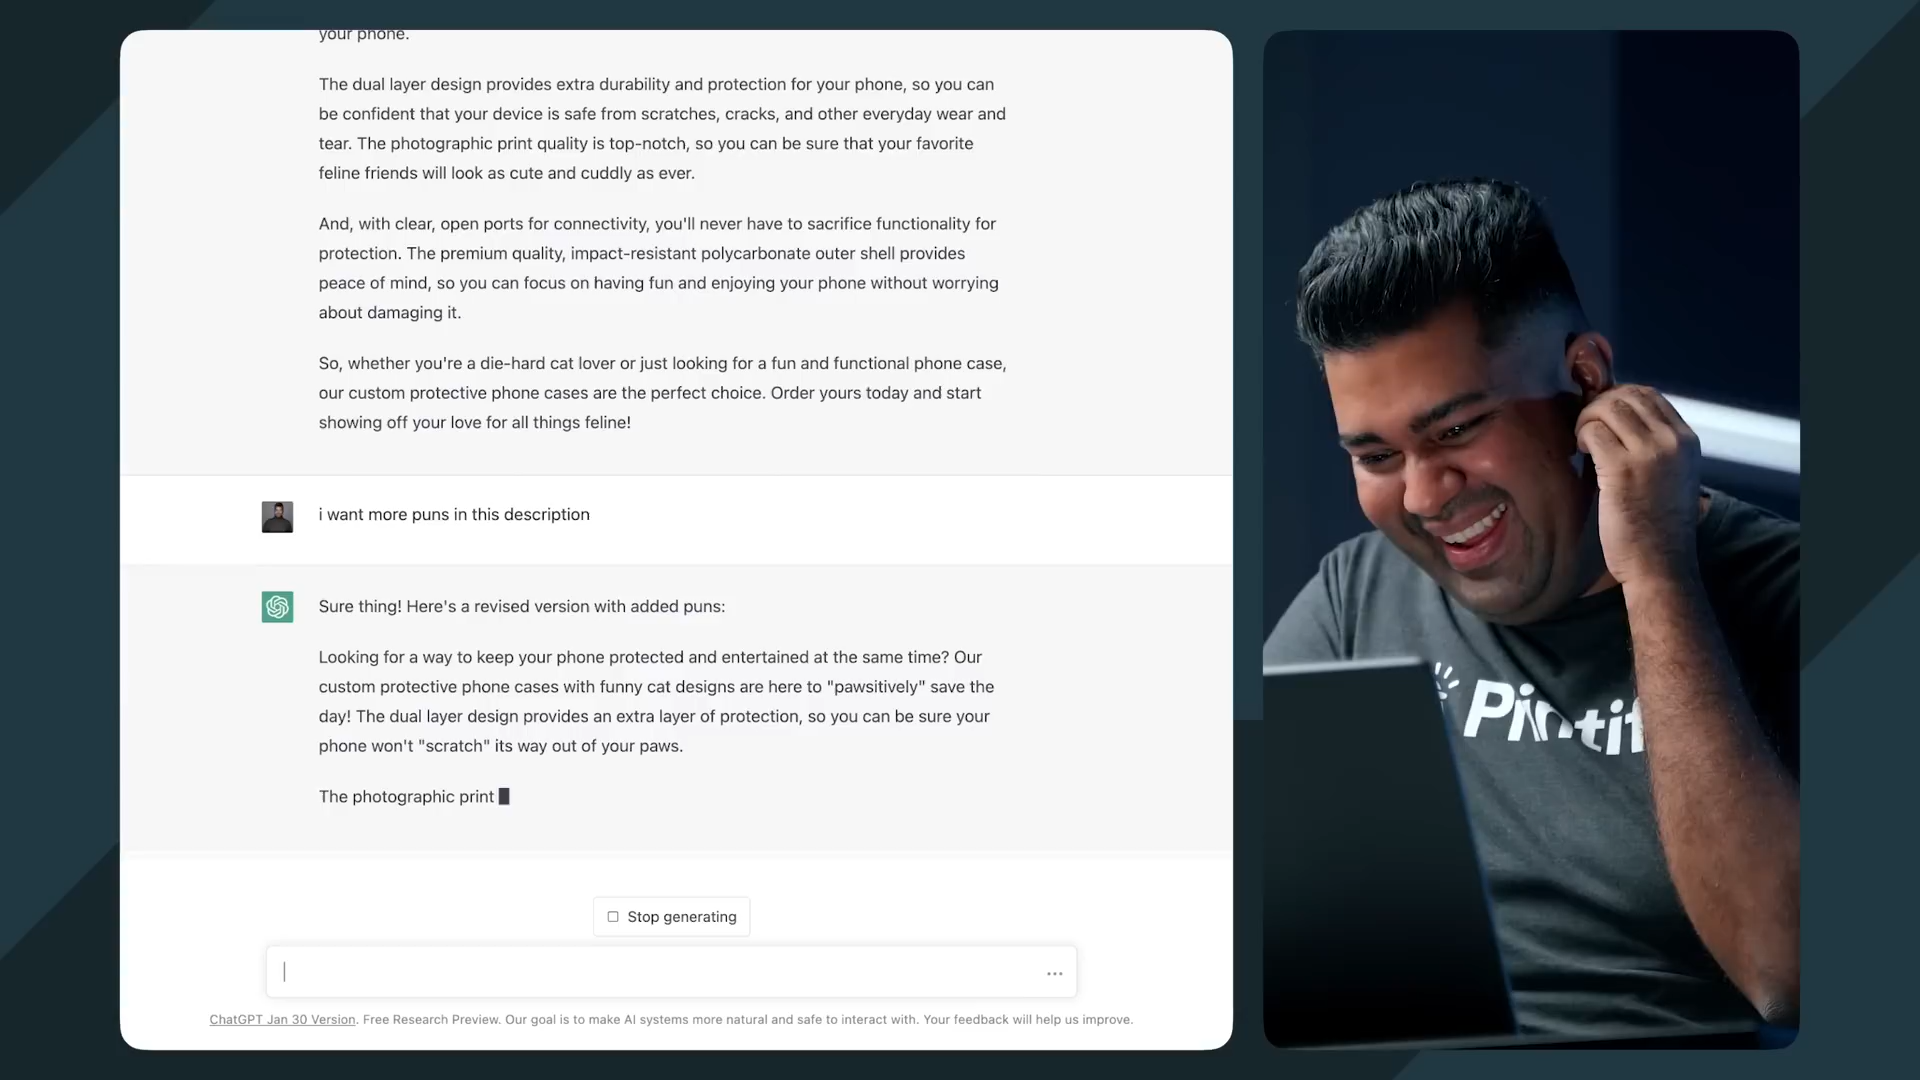 your phone.
The dual layer design provides extra durability and protection for your phone, so you can
be confident that your device is safe from scratches, cracks, and other everyday wear and
tear. The photographic print quality is top-notch, so you can be sure that your favorite
feline friends will look as cute and cuddly as ever.
And, with clear, open ports for connectivity, you'll never have to sacrifice functionality for
protection. The premium quality, impact-resistant polycarbonate outer shell provides
peace of mind, so you can focus on having fun and enjoying your phone without worrying
about damaging it.
So, whether you're a die-hard cat lover or just looking for a fun and functional phone case,
our custom protective phone cases are the perfect choice. Order yours today and start
showing off your love for all things feline!
i want more puns in this description
Sure thing! Here's a revised version with added puns:
Looking for a way to keep your phone protected and entertained at the same time? Our
custom protective phone cases with funny cat designs are here to "pawsitively" save the
day! The dual layer design provides an extra layer of protection, so you can be sure your
phone won't "scratch" its way out of your paws.
The photographic print
Stop generating
ChatGPT Jan 30 Version. Free Research Preview. Our goal is to make AI systems more natural and safe to interact with. Your feedback will help us improve.